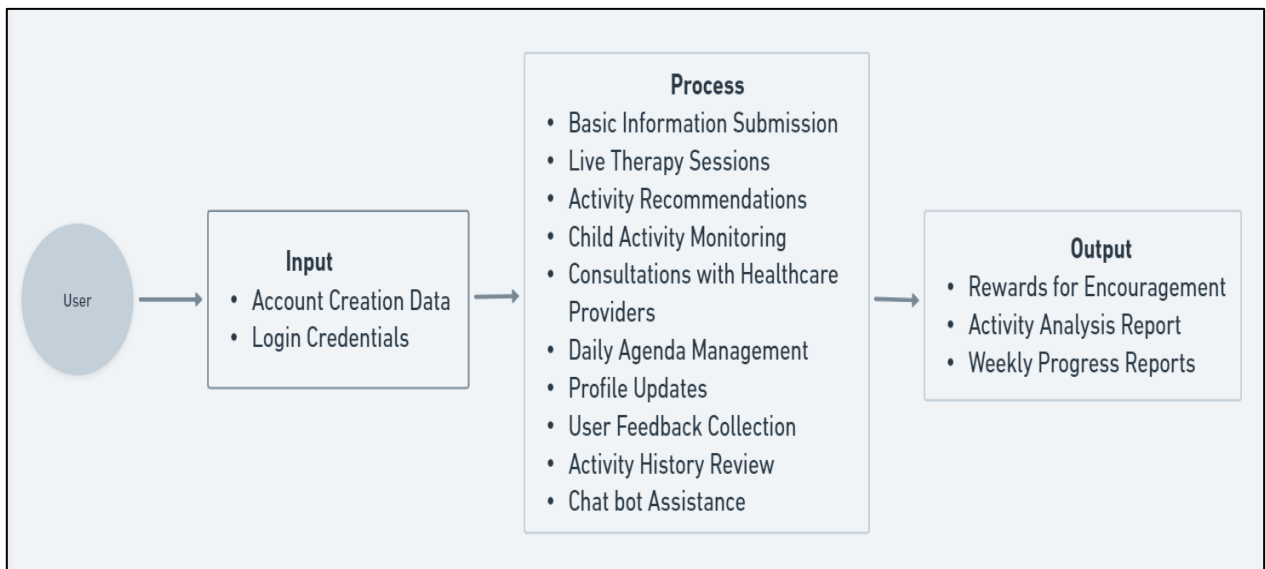 User
Input
• Account Creation Data
• Login Credentials
Process
• Basic Information Submission
• Live Therapy Sessions
• Activity Recommendations
• Child Activity Monitoring
• Consultations with Healthcare
Providers
• Daily Agenda Management
• Profile Updates
• User Feedback Collection
• Activity History Review
• Chat bot Assistance
Output
• Rewards for Encouragement
• Activity Analysis Report
• Weekly Progress Reports